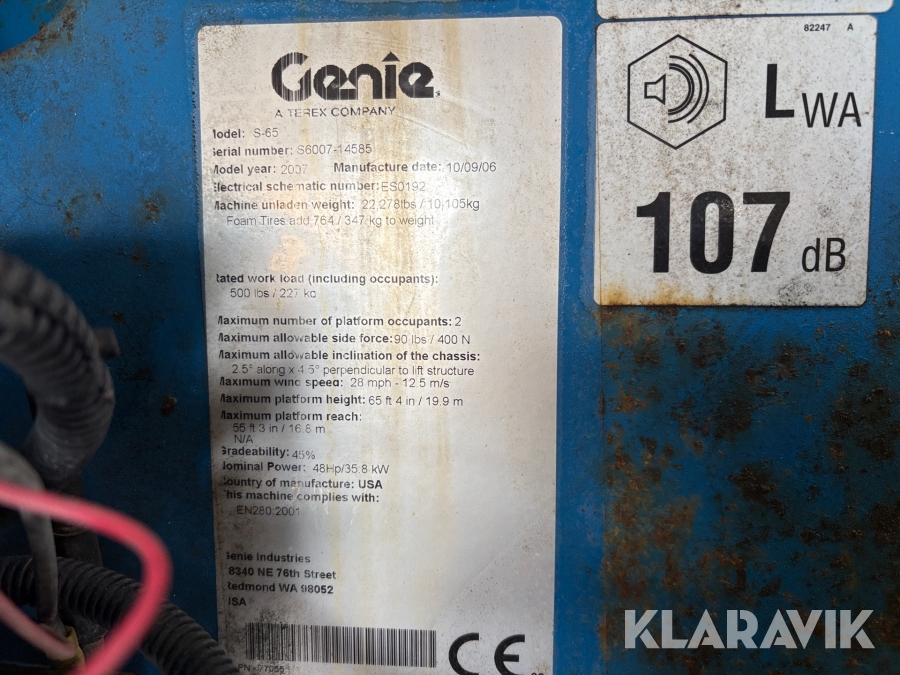 Genie
A TEREX COMPANY
Model: S-65
Serial number: S6007-14585
Model year: 2007 Manufacture date: 10/09/06
Electrical schematic number: ES0192
Machine unladen weight: 22,278lbs / 10,105kg
Foam Tires add 764 / 347 kg to weight
Rated work load (including occupants):
500 lbs / 227 kg
Maximum number of platform occupants: 2
Maximum allowable side force: 90 lbs / 400 N
Maximum allowable inclination of the chassis:
2.5° along x 4.5° perpendicular to lift structure
Maximum wind speed: 28 mph - 12.5 m/s
Maximum platform height: 65 ft 4 in / 19.9 m
Maximum platform reach:
55 ft 3 in / 16.8 m
N/A
Gradeability: 45%
Nominal Power: 48Hp/35.8 kW
Country of manufacture: USA
This machine complies with:
EN280:2001
Genie Industries
18340 NE 76th Street
Redmond WA 98052
USA
PN
CE
82247 A
LWA
107 dB
KLARAVIK